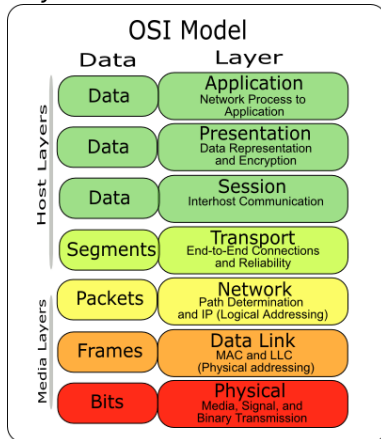 OSI Model
Data Layer
Host Layers
Data
Application
Network Process to
Application
Data
Presentation
Data Representation
and Encryption
Data
Session
Interhost Communication
Segments
Transport
End-to-End Connections
and Reliability
Media Layers
Packets
Network
Path Determination
and IP (Logical Addressing)
Frames
Data Link
MAC and LLC
(Physical addressing)
Bits
Physical
Media, Signal, and
Binary Transmission